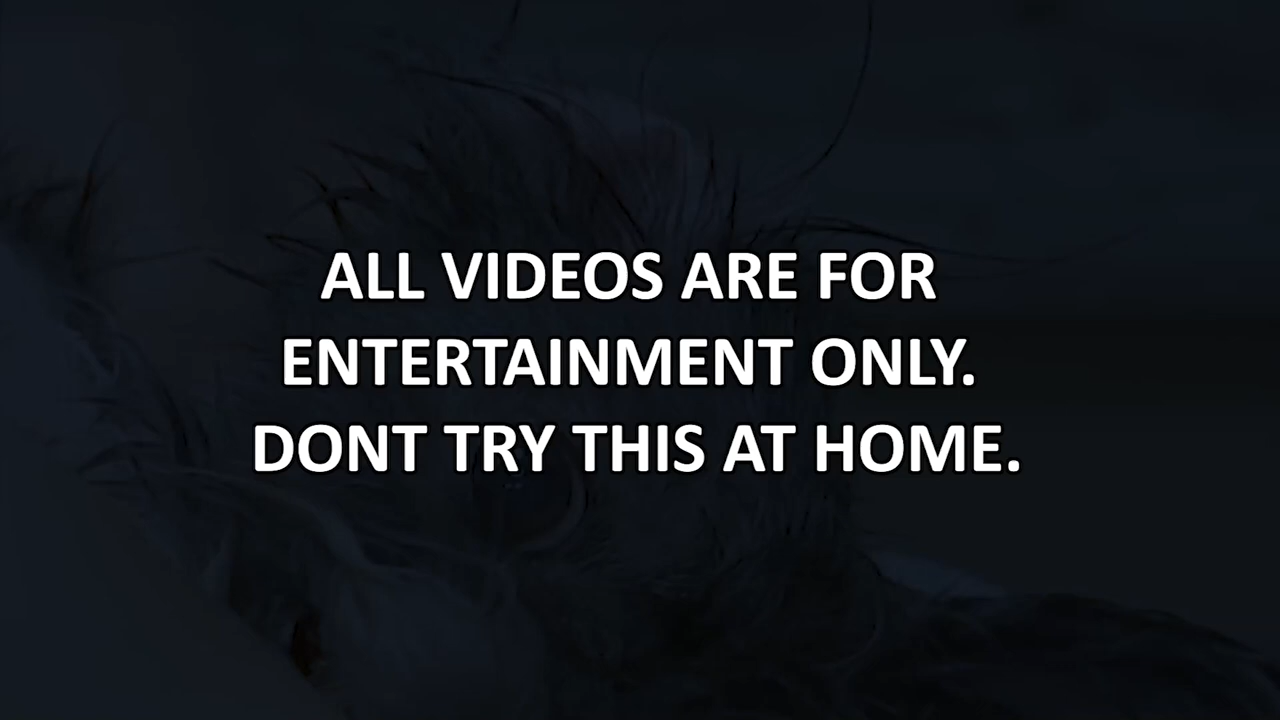 ALL VIDEOS ARE FOR
ENTERTAINMENT ONLY.
DONT TRY THIS AT HOME.